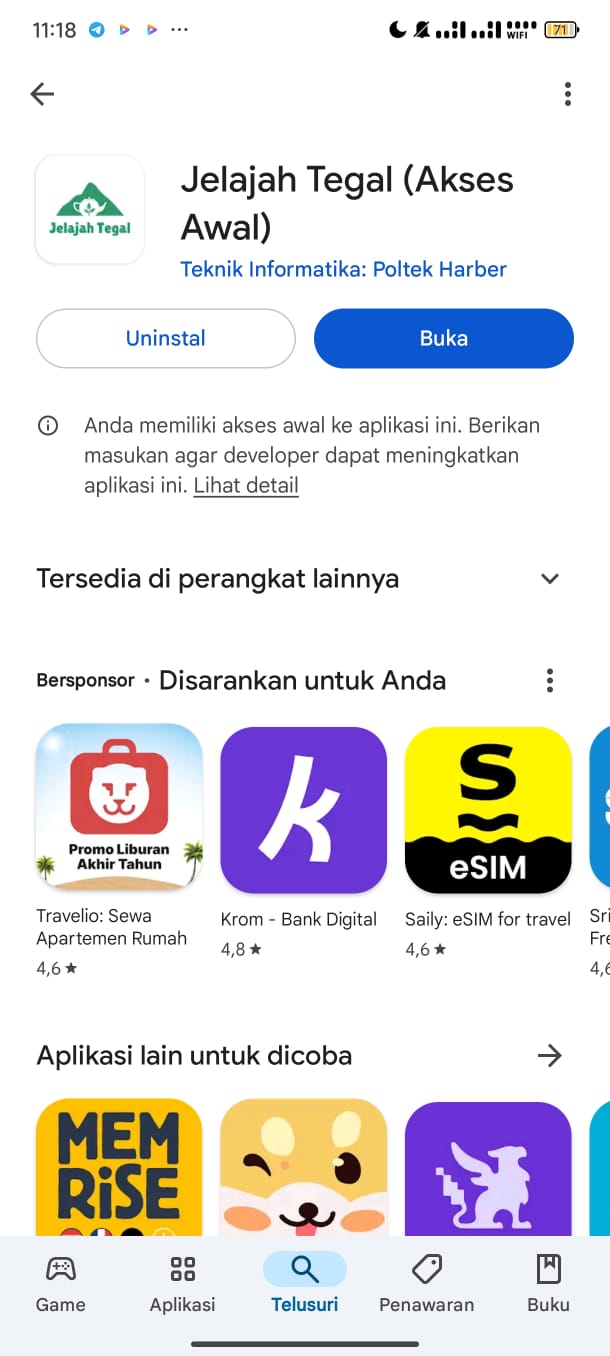 11:18
WIFI
71
Jelajah Tegal
Jelajah Tegal (Akses
Awal)
Teknik Informatika: Poltek Harber
Uninstal
Buka
Anda memiliki akses awal ke aplikasi ini. Berikan
masukan agar developer dapat meningkatkan
aplikasi ini. Lihat detail
Tersedia di perangkat lainnya
Bersponsor • Disarankan untuk Anda
Promo Liburan
Akhir Tahun
k
S
eSIM
Travelio: Sewa
Apartemen Rumah
4,6 ★
Krom - Bank Digital
4,8 ★
Saily: eSIM for travel
4,6 ★
Sri
Fre
4,6
Aplikasi lain untuk dicoba
MEM
RiSE
Game
Aplikasi
Telusuri
Penawaran
Buku